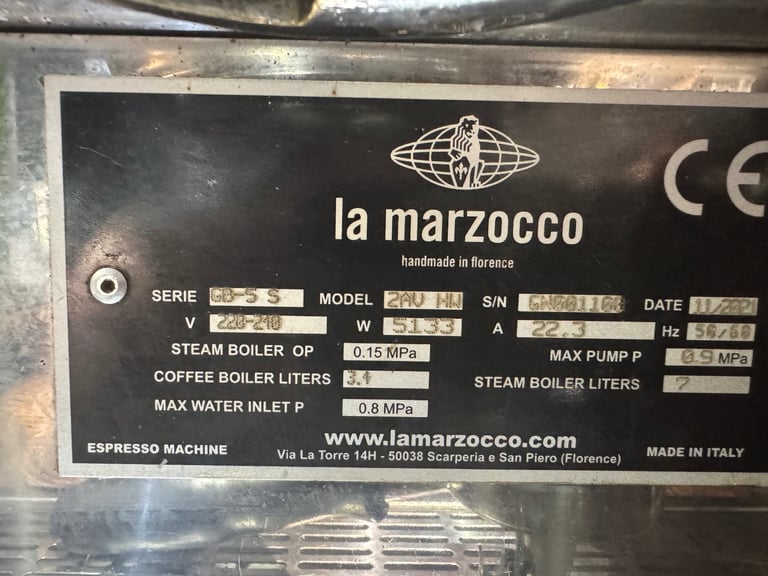 CE
la marzocco
handmade in florence
SERIE GB-5 S MODEL 2AV NW S/N GW001100 DATE 11/2021
V 220-240 W 5133 A 22.3 Hz 50/60
STEAM BOILER OP 0.15 MPa MAX PUMP P 0.9 MPa
COFFEE BOILER LITERS 3.4 STEAM BOILER LITERS 7
MAX WATER INLET P 0.8 MPa
www.lamarzocco.com
ESPRESSO MACHINE Via La Torre 14H - 50038 Scarperia e San Piero (Florence) MADE IN ITALY